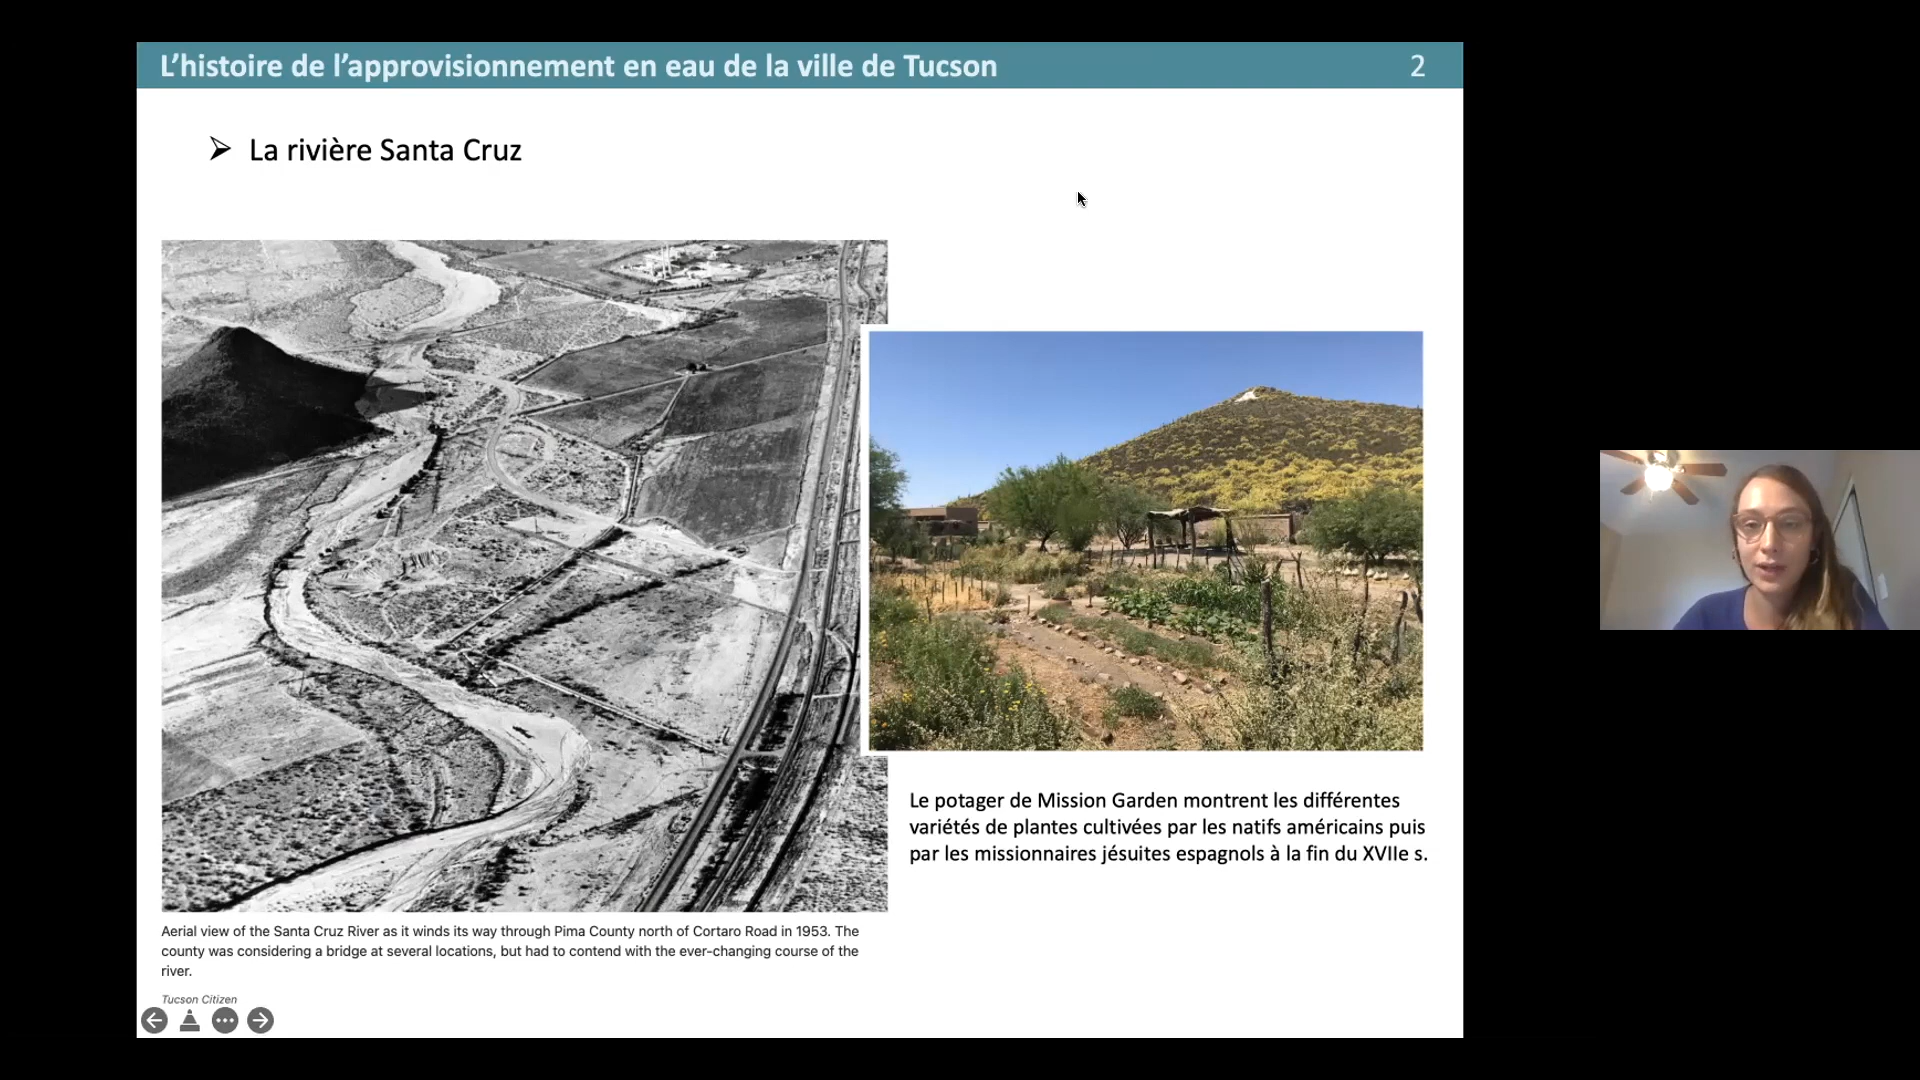 L’histoire de l’approvisionnement en eau de la ville de Tucson 2
➢ La rivière Santa Cruz
Le potager de Mission Garden montrent les différentes
variétés de plantes cultivées par les natifs américains puis
par les missionnaires jésuites espagnols à la fin du XVIIe s.
Aerial view of the Santa Cruz River as it winds its way through Pima County north of Cortaro Road in 1953. The
county was considering a bridge at several locations, but had to contend with the ever-changing course of the
river.
Tucson Citizen